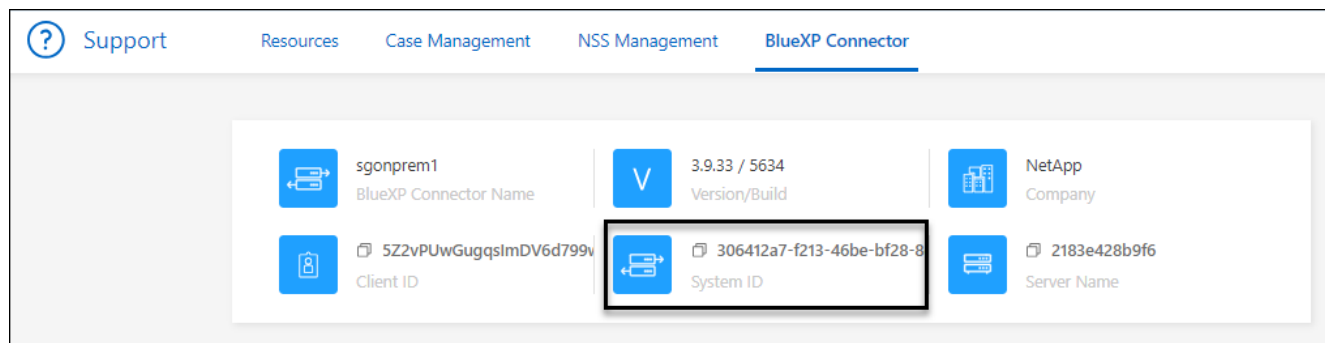 ? Support Resources Case Management NSS Management BlueXP Connector
sgonprem1 3.9.33 / 5634 NetApp
BlueXP Connector Name V Version/Build Company
5Z2vPUwGugqsImDV6d799 306412a7-f213-46be-bf28-8 2183e428b9f6
Client ID System ID Server Name